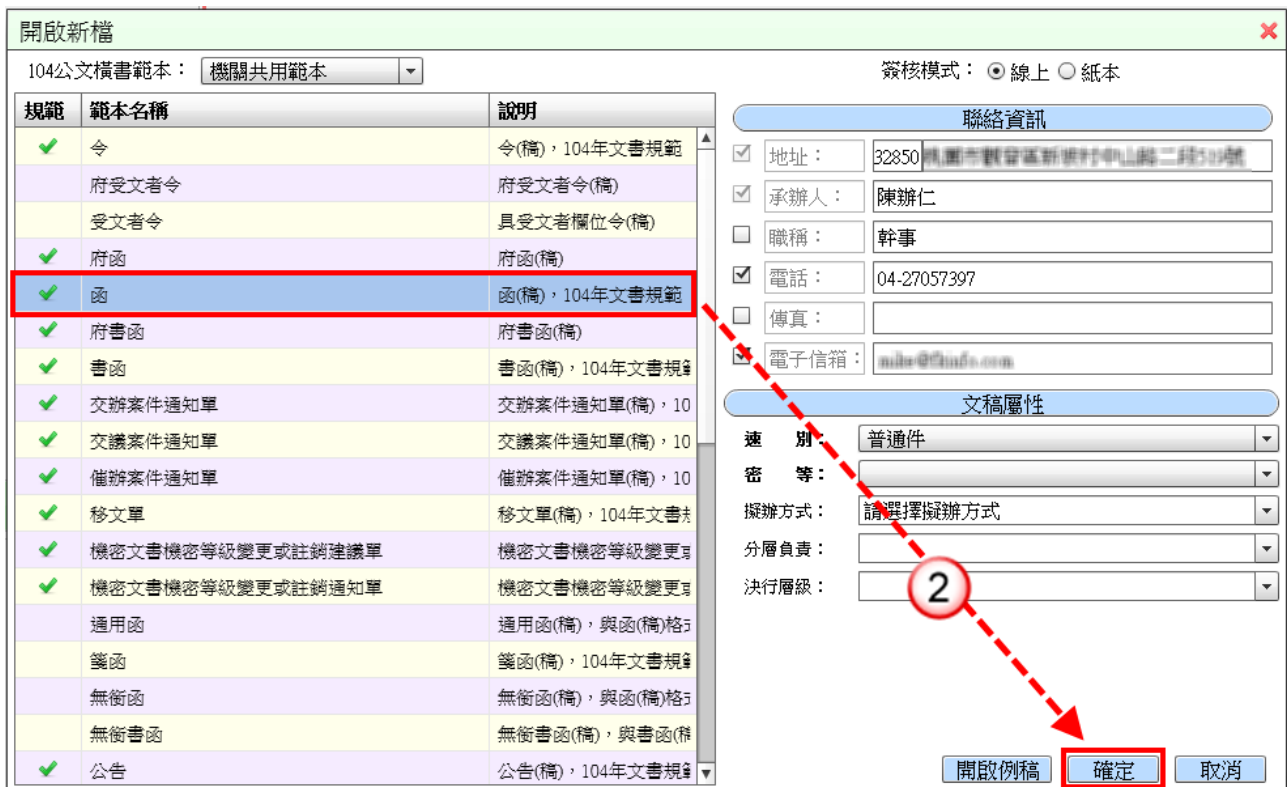 開啟新檔
104公文橫書範本： 機關共用範本
簽核模式： 線上 紙本
規範 範本名稱 說明
令 令(稿)，104年文書規範
府受文者令 府受文者令(稿)
受文者令 具受文者欄位令(稿)
府函 府函(稿)
函 函(稿)，104年文書規範
府書函 府書函(稿)
書函 書函(稿)，104年文書規
交辦案件通知單 交辦案件通知單(稿)，10
交議案件通知單 交議案件通知單(稿)，10
催辦案件通知單 催辦案件通知單(稿)，10
移文單 移文單(稿)，104年文書
機密文書機密等級變更或註銷建議單 機密文書機密等級變更
機密文書機密等級變更或註銷通知單 機密文書機密等級變更
通用函 通用函(稿)，與函(稿)格
箋函 箋函(稿)，104年文書規
無銜函 無銜函(稿)，與函(稿)格
無銜書函 無銜書函(稿)，與書函(稿
公告 公告(稿)，104年文書規
聯絡資訊
地址： 32850
承辦人： 陳辦仁
職稱： 幹事
電話： 04-27057397
傳真：
電子信箱：
文稿屬性
速 別： 普通件
密 等：
擬辦方式： 請選擇擬辦方式
分層負責：
決行層級：
2
開啟例稿 確定 取消